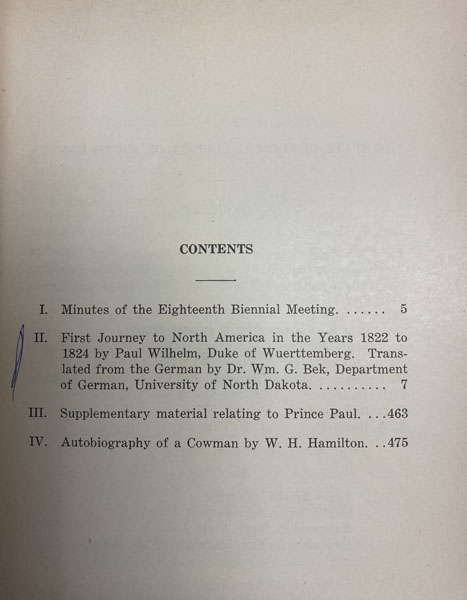 CONTENTS
I. Minutes of the Eighteenth Biennial Meeting. ...... 5
II. First Journey to North America in the Years 1822 to
1824 by Paul Wilhelm, Duke of Wuerttemberg. Trans-
lated from the German by Dr. Wm. G. Bek, Department
of German, University of North Dakota. .......... 7
III. Supplementary material relating to Prince Paul. ...463
IV. Autobiography of a Cowman by W. H. Hamilton. ..475